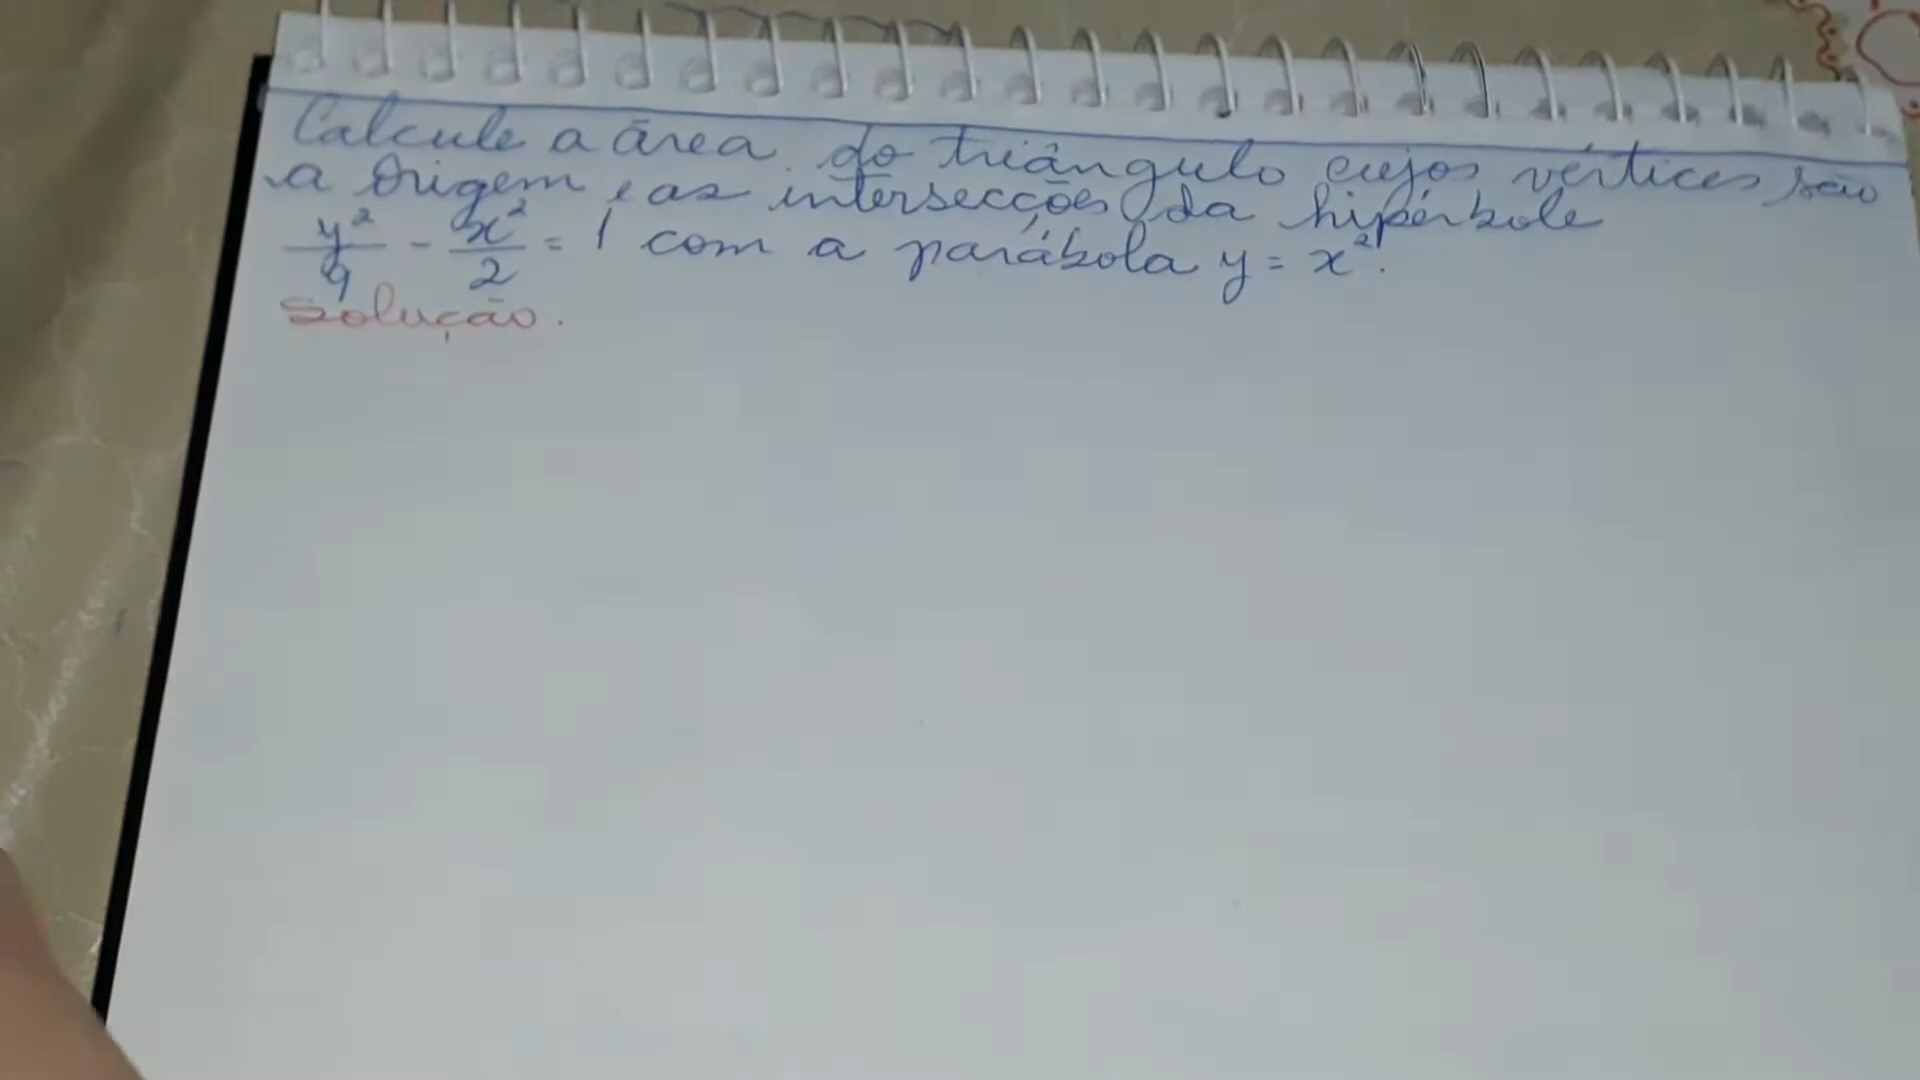 Calcule a área do triângulo cujos vértices são
a origem e as intersecções da hipérbole
y²/9 - x²/2 = 1 com a parábola y = x².
Solução.